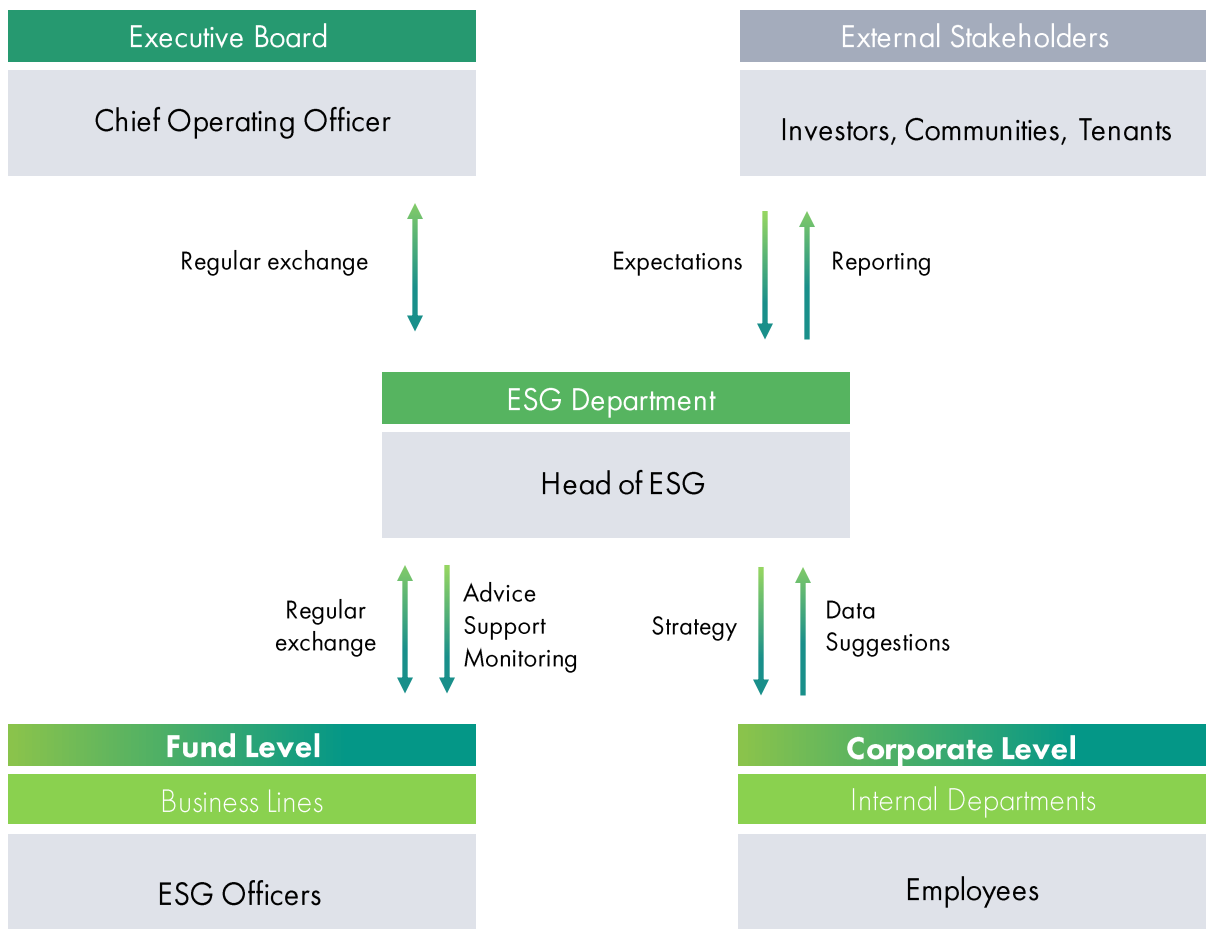 Executive Board
Chief Operating Officer
External Stakeholders
Investors, Communities, Tenants
Regular exchange
Expectations
Reporting
ESG Department
Head of ESG
Regular
exchange
Advice
Support
Monitoring
Strategy
Data
Suggestions
Fund Level
Business Lines
ESG Officers
Corporate Level
Internal Departments
Employees